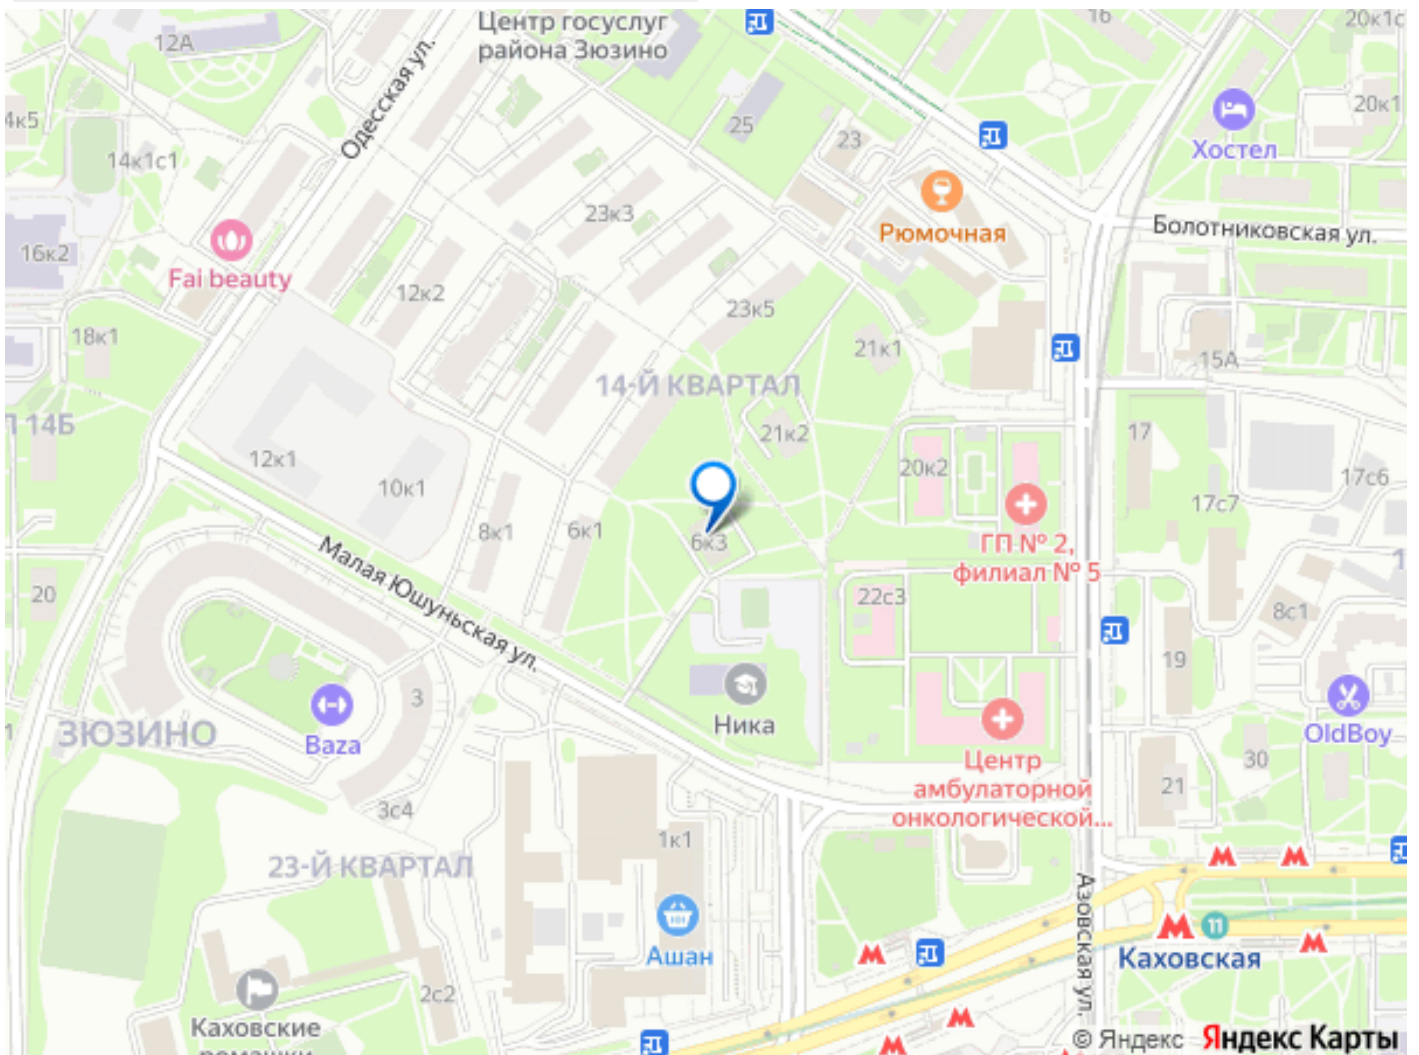 Центр госуслуг
района Зюзино
12А
16
20к1с
Одесская ул.
4к5
25
23
20к1
Хостел
14к1с1
23к3
Рюмочная
Болотниковская ул.
16к2
Fai beauty
12к2
23к5
18к1
21к1
15А
14-Й КВАРТАЛ
14Б
21к2
17
12к1
20к2
17с6
10к1
17с7
8к1
6к1
6к3
ГП № 2,
филиал № 5
Малая Юшуньская ул.
20
22с3
8с1
19
3
Ника
ЗЮЗИНО
Baza
OldBoy
30
Центр
амбулаторной
онкологической...
21
3с4
1к1
23-Й КВАРТАЛ
Азовская ул.
11
Ашан
Каховская
2с2
Каховские
ромашки
© Яндекс
Яндекс Карты